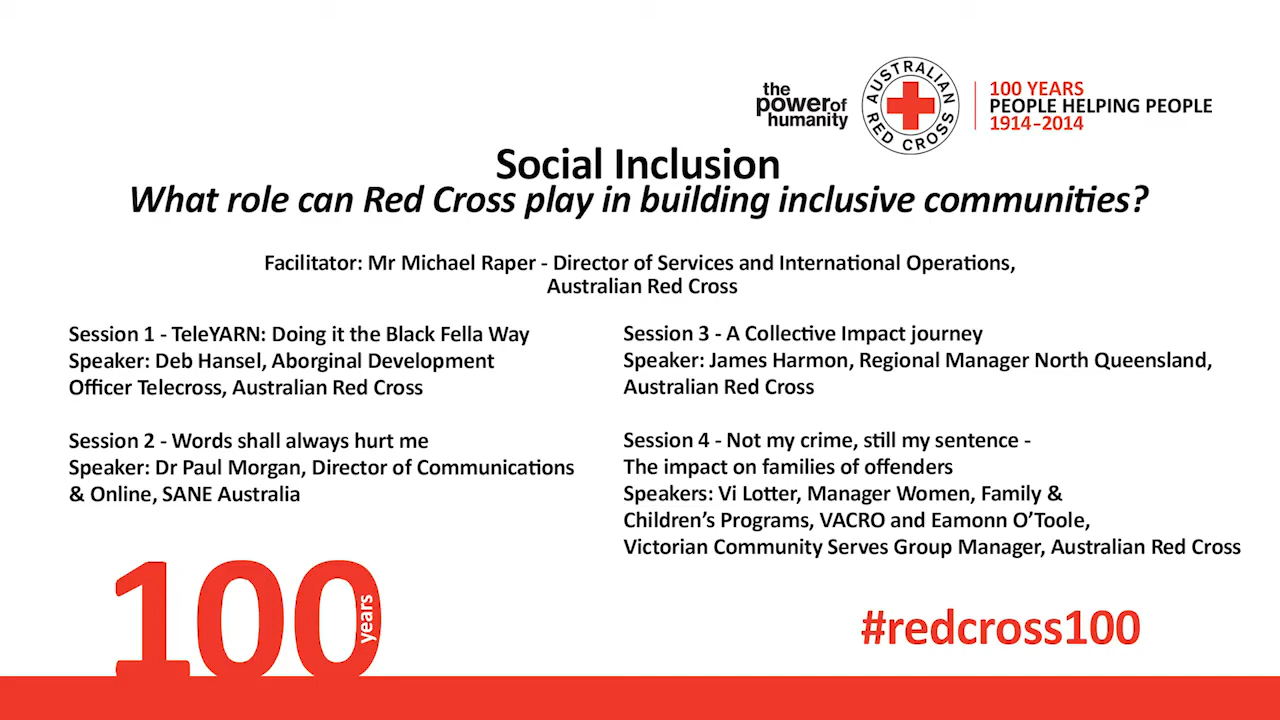 the
power of
humanity
AUSTRALIAN
RED CROSS
100 YEARS
PEOPLE HELPING PEOPLE
1914-2014
Social Inclusion
What role can Red Cross play in building inclusive communities?
Facilitator: Mr Michael Raper - Director of Services and International Operations,
Australian Red Cross
Session 1 - TeleYARN: Doing it the Black Fella Way
Speaker: Deb Hansel, Aborginal Development
Officer Telecross, Australian Red Cross
Session 2 - Words shall always hurt me
Speaker: Dr Paul Morgan, Director of Communications
& Online, SANE Australia
Session 3 - A Collective Impact journey
Speaker: James Harmon, Regional Manager North Queensland,
Australian Red Cross
Session 4 - Not my crime, still my sentence -
The impact on families of offenders
Speakers: Vi Lotter, Manager Women, Family &
Children's Programs, VACRO and Eamonn O'Toole,
Victorian Community Serves Group Manager, Australian Red Cross
100
years
#redcross100